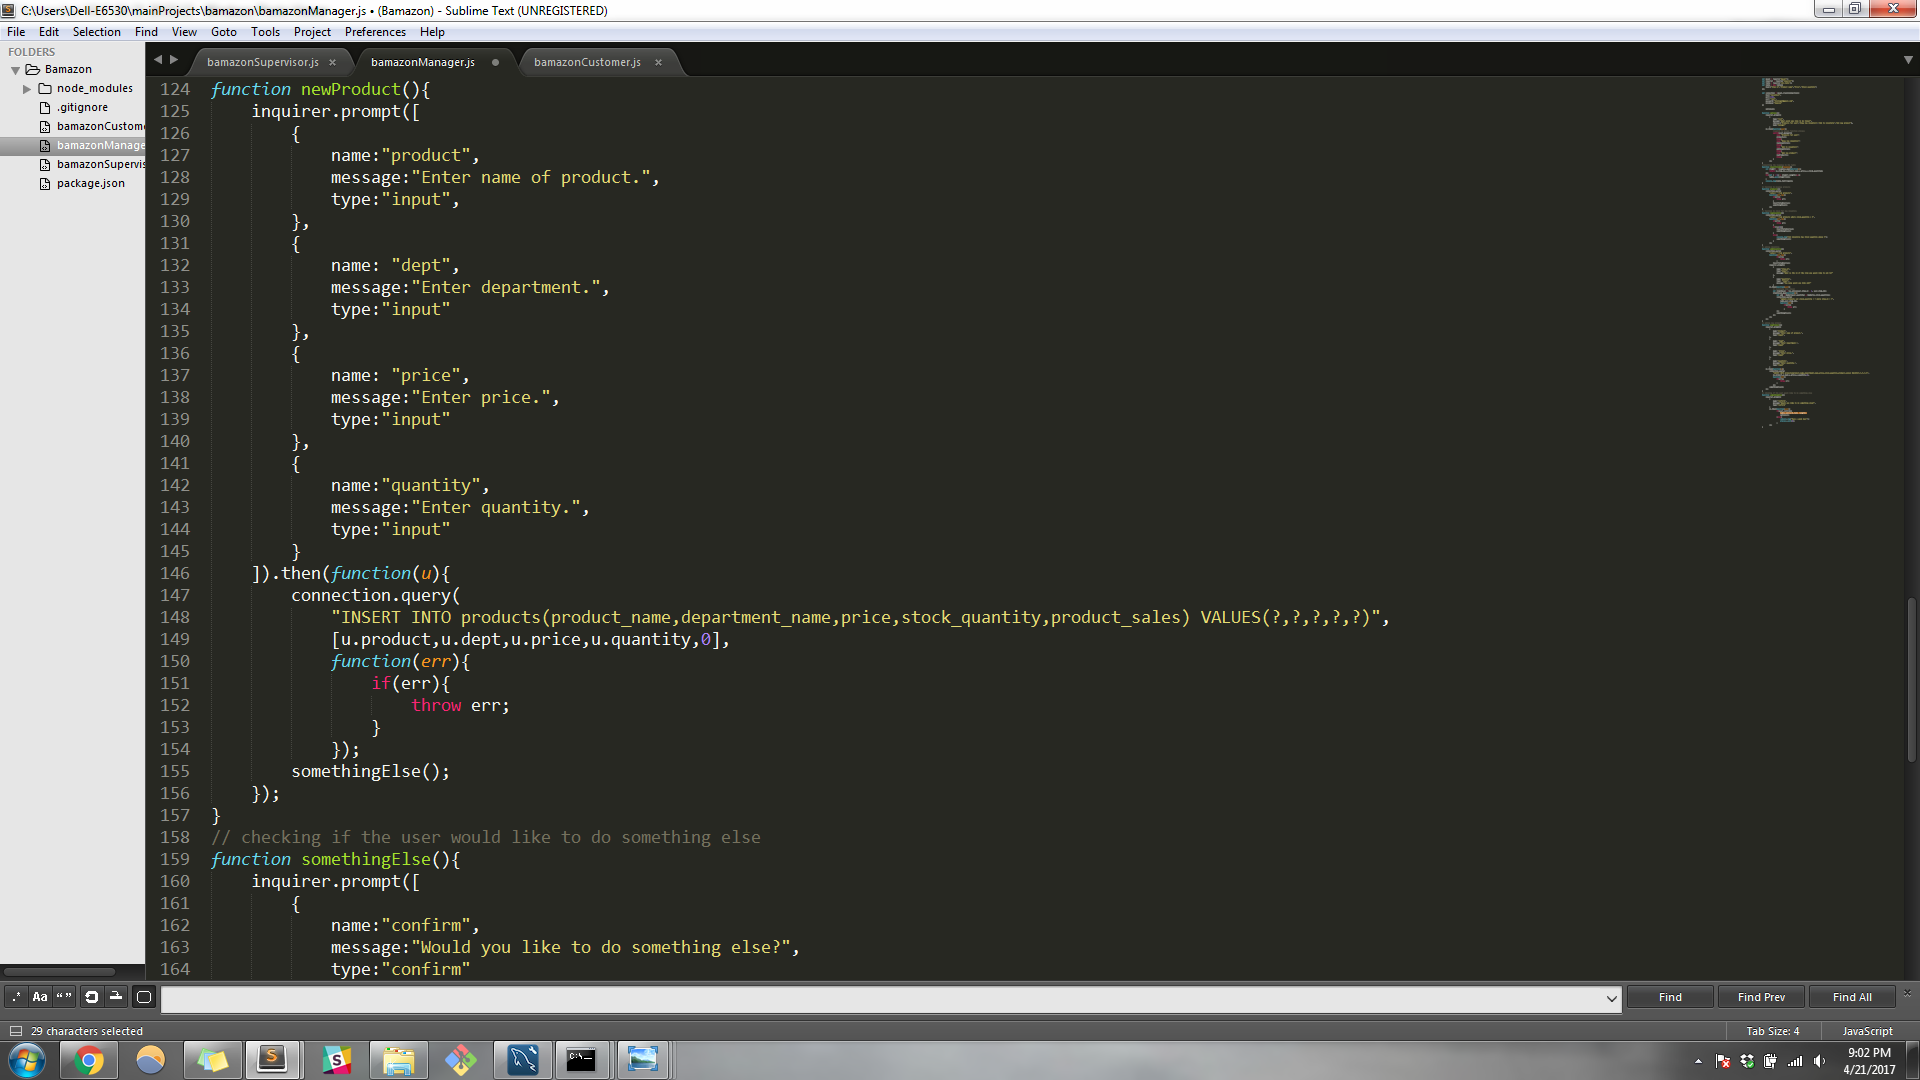 C:\Users\Dell-E6530\mainProjects\bamazon\bamazonManager.js • (Bamazon) - Sublime Text (UNREGISTERED)
File Edit Selection Find View Goto Tools Project Preferences Help
FOLDERS
Bamazon
node_modules
.gitignore
bamazonCustome
bamazonManage
bamazonSupervis
package.json
bamazonSupervisor.js × bamazonManager.js bamazonCustomer.js ×
124 function newProduct(){
125     inquirer.prompt([
126         {
127             name:"product",
128             message:"Enter name of product.",
129             type:"input",
130         },
131         {
132             name: "dept",
133             message:"Enter department.",
134             type:"input"
135         },
136         {
137             name: "price",
138             message:"Enter price.",
139             type:"input"
140         },
141         {
142             name:"quantity",
143             message:"Enter quantity.",
144             type:"input"
145         }
146     ]).then(function(u){
147         connection.query(
148             "INSERT INTO products(product_name,department_name,price,stock_quantity,product_sales) VALUES(?,?,?,?,?)",
149             [u.product,u.dept,u.price,u.quantity,0],
150             function(err){
151                 if(err){
152                     throw err;
153                 }
154             });
155         somethingElse();
156     });
157 }
158 // checking if the user would like to do something else
159 function somethingElse(){
160     inquirer.prompt([
161         {
162             name:"confirm",
163             message:"Would you like to do something else?",
164             type:"confirm"
.* Aa “ ” Find Find Prev Find All
29 characters selected Tab Size: 4 JavaScript
9:02 PM
4/21/2017